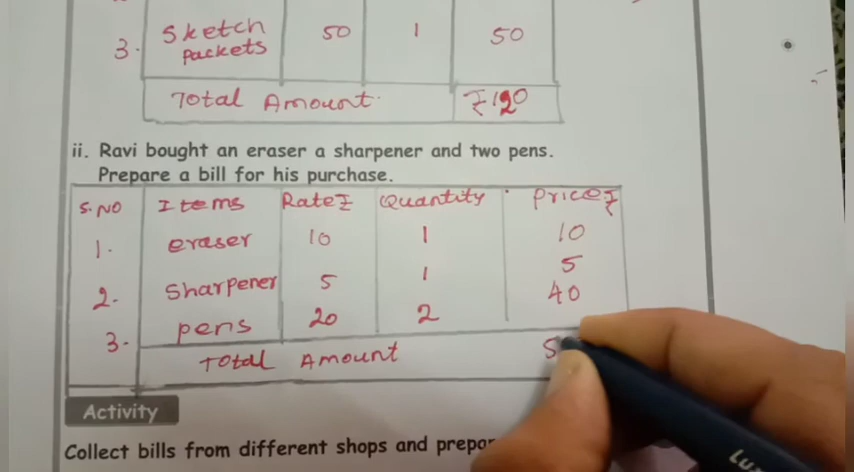 3. Sketch Packets 50 1 50
Total Amount ₹120
ii. Ravi bought an eraser a sharpener and two pens.
Prepare a bill for his purchase.
S.NO Items Rate₹ Quantity Price₹
1. eraser 10 1 10
2. Sharpener 5 1 5
3. pens 20 2 40
Total Amount 5
Activity
Collect bills from different shops and prepar